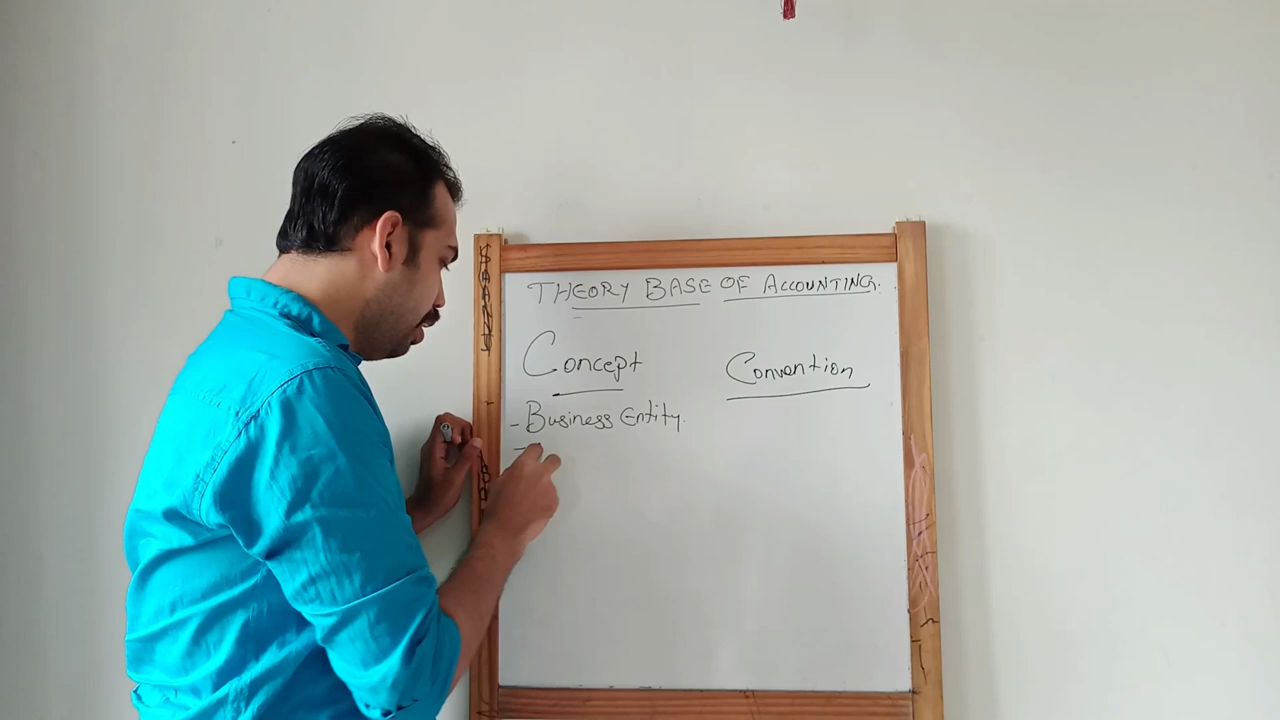 THEORY BASE OF ACCOUNTING.
Concept
Convention
- Business Entity.